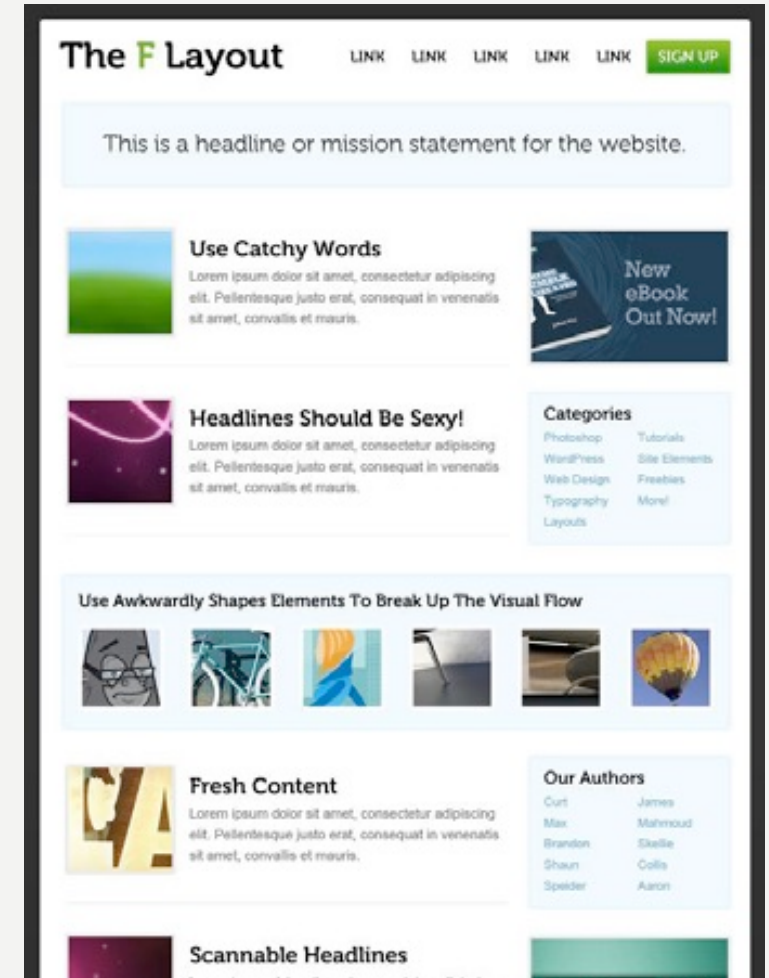 The F Layout
LINK LINK LINK LINK LINK SIGN UP
This is a headline or mission statement for the website.
Use Catchy Words
Lorem ipsum dolor sit amet, consectetur adipiscing
elit. Pellentesque justo erat, consequat in venenatis
sit amet, convallis et mauris.
New
eBook
Out Now!
Headlines Should Be Sexy!
Lorem ipsum dolor sit amet, consectetur adipiscing
elit. Pellentesque justo erat, consequat in venenatis
sit amet, convallis et mauris.
Categories
Photoshop Tutorials
WordPress Site Elements
Web Design Freebies
Typography More!
Layouts
Use Awkwardly Shapes Elements To Break Up The Visual Flow
Fresh Content
Lorem ipsum dolor sit amet, consectetur adipiscing
elit. Pellentesque justo erat, consequat in venenatis
sit amet, convallis et mauris.
Our Authors
Curt James
Max Mahmoud
Brandon Skellie
Shaun Collis
Speider Aaron
Scannable Headlines